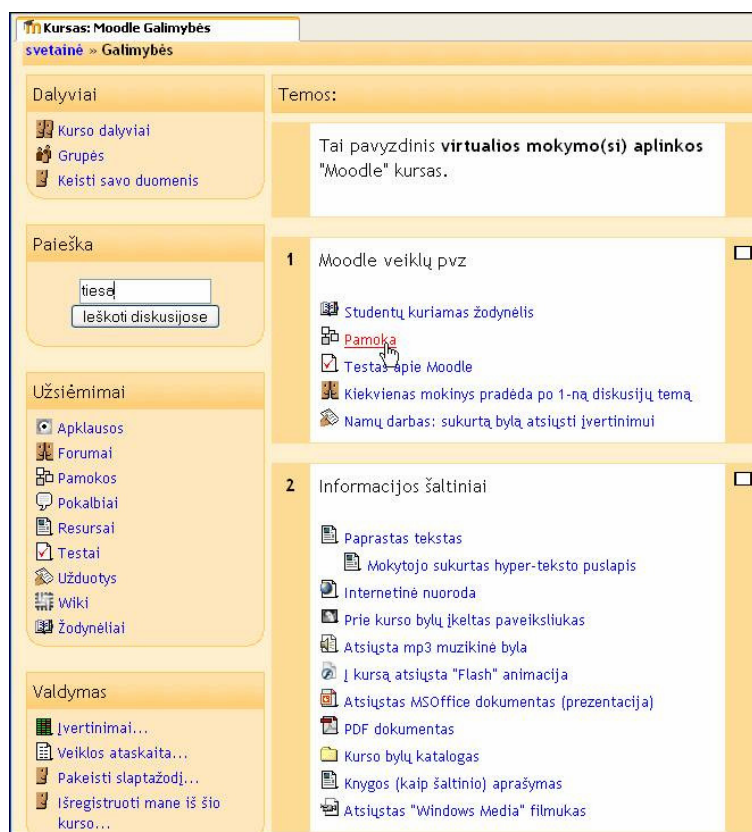 Kursas: Moodle Galimybės
svetainė » Galimybės
Dalyviai
Kurso dalyviai
Grupės
Keisti savo duomenis
Paieška
tiesa
Ieškoti diskusijose
Užsiėmimai
Apklausos
Forumai
Pamokos
Pokalbiai
Resursai
Testai
Užduotys
Wiki
Žodynėliai
Valdymas
Įvertinimai...
Veiklos ataskaita...
Pakeisti slaptažodį...
Išregistruoti mane iš šio
kurso...
Temos:
Tai pavyzdinis virtualios mokymo(si) aplinkos
"Moodle" kursas.
1 Moodle veiklų pvz
Studentų kuriamas žodynėlis
Pamoka
Testas apie Moodle
Kiekvienas mokinys pradėda po 1-ną diskusijų temą
Namų darbas: sukurtą bylą atsiųsti įvertinimui
2 Informacijos šaltiniai
Paprastas tekstas
Mokytojo sukurtas hyper-teksto puslapis
Internetinė nuoroda
Prie kurso bylų įkeltas paveiksliukas
Atsiųsta mp3 muzikinė byla
Į kursą atsiųsta "Flash" animacija
Atsiųstas MSOffice dokumentas (prezentacija)
PDF dokumentas
Kurso bylų katalogas
Knygos (kaip šaltinio) aprašymas
Atsiųstas "Windows Media" filmukas